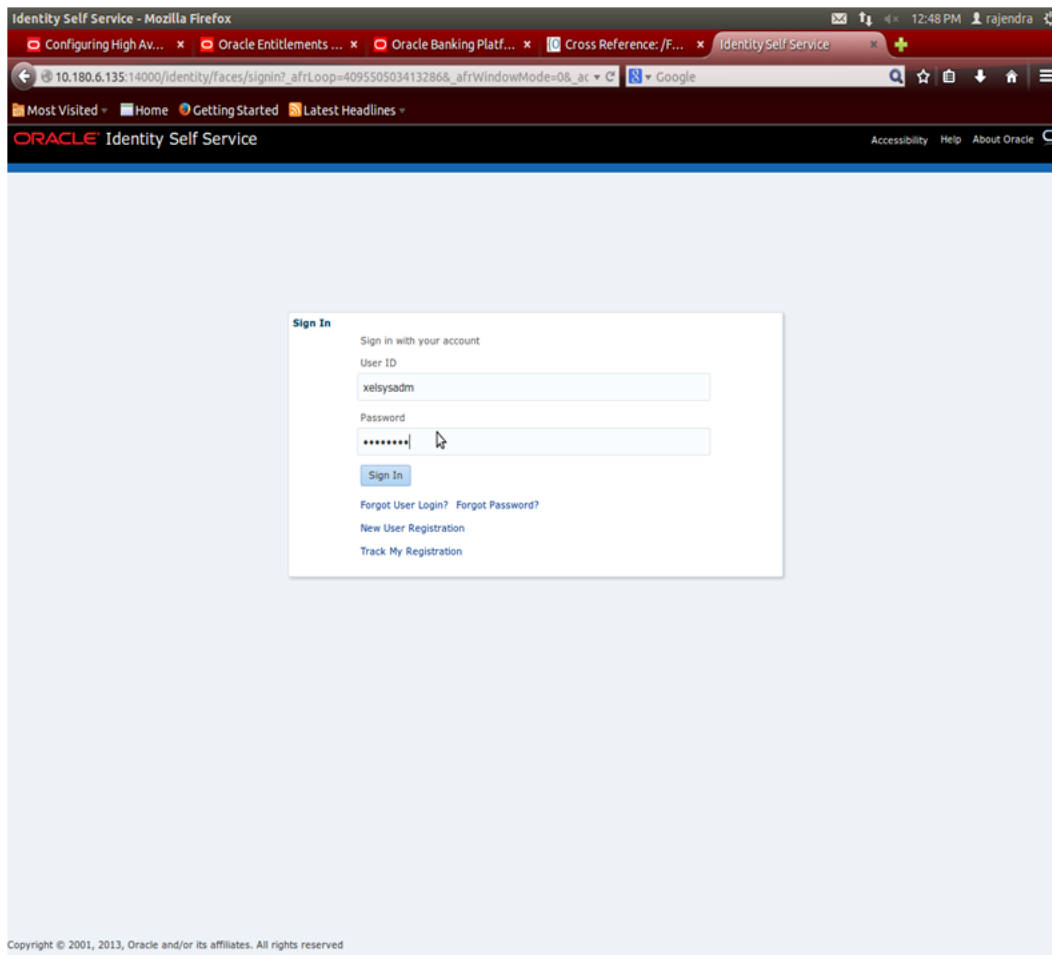 Identity Self Service - Mozilla Firefox 12:48 PM rajendra
Configuring High Av... Oracle Entitlements ... Oracle Banking Platf... Cross Reference: /F... Identity Self Service
10.180.6.135:14000/identity/faces/signin?_afrLoop=4095505034132868&_afrWindowMode=0&_ac Google
Most Visited Home Getting Started Latest Headlines
ORACLE Identity Self Service Accessibility Help About Oracle
Sign In
Sign in with your account
User ID
xelsysadm
Password
••••••••
Sign In
Forgot User Login? Forgot Password?
New User Registration
Track My Registration
Copyright © 2001, 2013, Oracle and/or its affiliates. All rights reserved